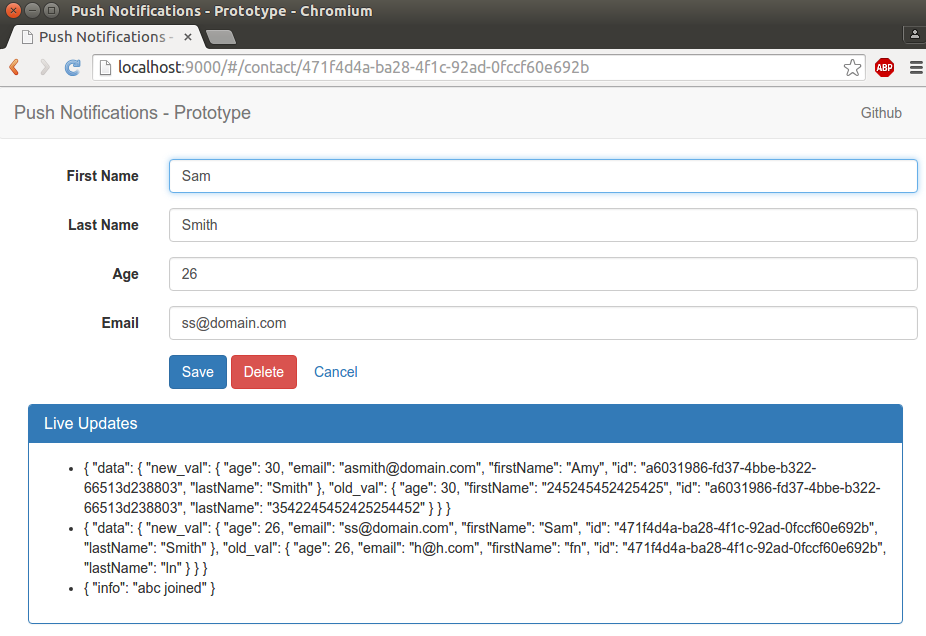 Push Notifications - Prototype - Chromium
Push Notifications -
localhost:9000/#/contact/471f4d4a-ba28-4f1c-92ad-0fccf60e692b
ABP
Push Notifications - Prototype
Github
First Name
Sam
Last Name
Smith
Age
26
Email
ss@domain.com
Save
Delete
Cancel
Live Updates
• { "data": { "new_val": { "age": 30, "email": "asmith@domain.com", "firstName": "Amy", "id": "a6031986-fd37-4bbe-b322-
66513d238803", "lastName": "Smith" }, "old_val": { "age": 30, "firstName": "245245452425425", "id": "a6031986-fd37-4bbe-b322-
66513d238803", "lastName": "3542245452425254452" } } }
• { "data": { "new_val": { "age": 26, "email": "ss@domain.com", "firstName": "Sam", "id": "471f4d4a-ba28-4f1c-92ad-0fccf60e692b",
"lastName": "Smith" }, "old_val": { "age": 26, "email": "h@h.com", "firstName": "fn", "id": "471f4d4a-ba28-4f1c-92ad-0fccf60e692b",
"lastName": "ln" } } }
• { "info": "abc joined" }